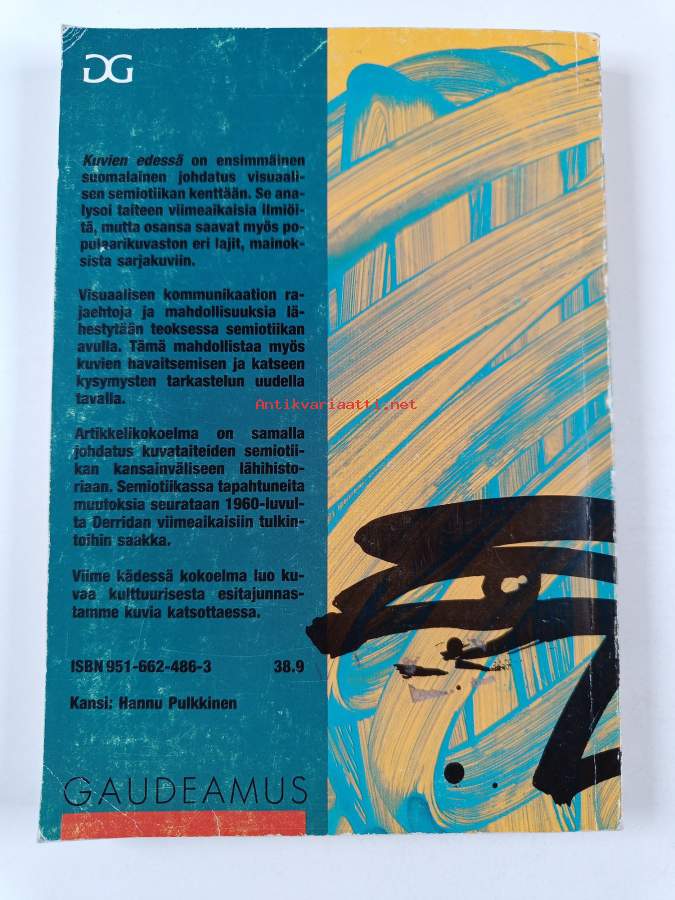 GG
Kuvien edessä on ensimmäinen
suomalainen johdatus visuaali-
sen semiotiikan kenttään. Se ana-
lysoi taiteen viimeaikaisia ilmiöi-
tä, mutta osansa saavat myös po-
pulaarikuvaston eri lajit, mainok-
sista sarjakuviin.
Visuaalisen kommunikaation ra-
jaehtoja ja mahdollisuuksia lä-
hestytään teoksessa semiotiikan
avulla. Tämä mahdollistaa myös
kuvien havaitsemisen ja katseen
kysymysten tarkastelun uudella
tavalla.
Antikvariaatti.net
Artikkelikokoelma on samalla
johdatus kuvataiteiden semiotii-
kan kansainväliseen lähihisto-
riaan. Semiotiikassa tapahtuneita
muutoksia seurataan 1960-luvul-
ta Derridan viimeaikaisiin tulkin-
toihin saakka.
Viime kädessä kokoelma luo ku-
vaa kulttuurisesta esitajunnas-
tamme kuvia katsottaessa.
ISBN 951-662-486-3 38.9
Kansi: Hannu Pulkkinen
GAUDEAMUS